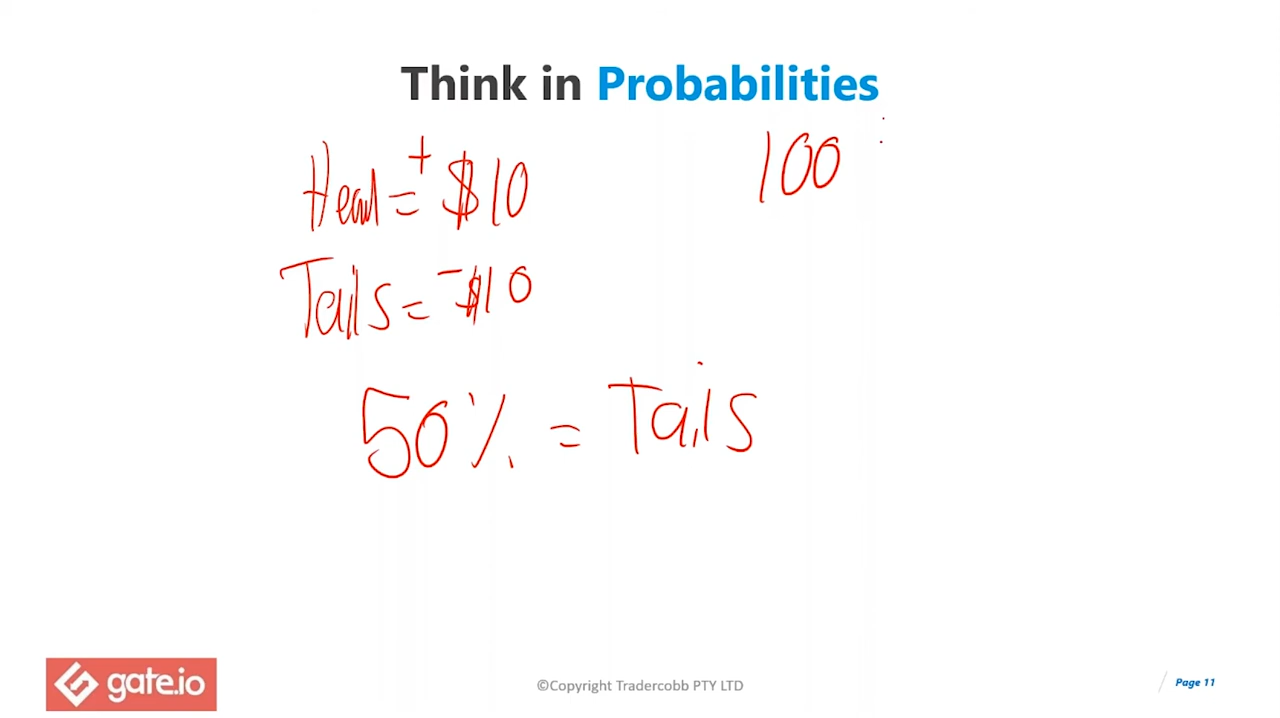 Think in Probabilities
Head = + $10
100
Tails = -$10
50% = Tails
gate.io
©Copyright Tradercobb PTY LTD
Page 11